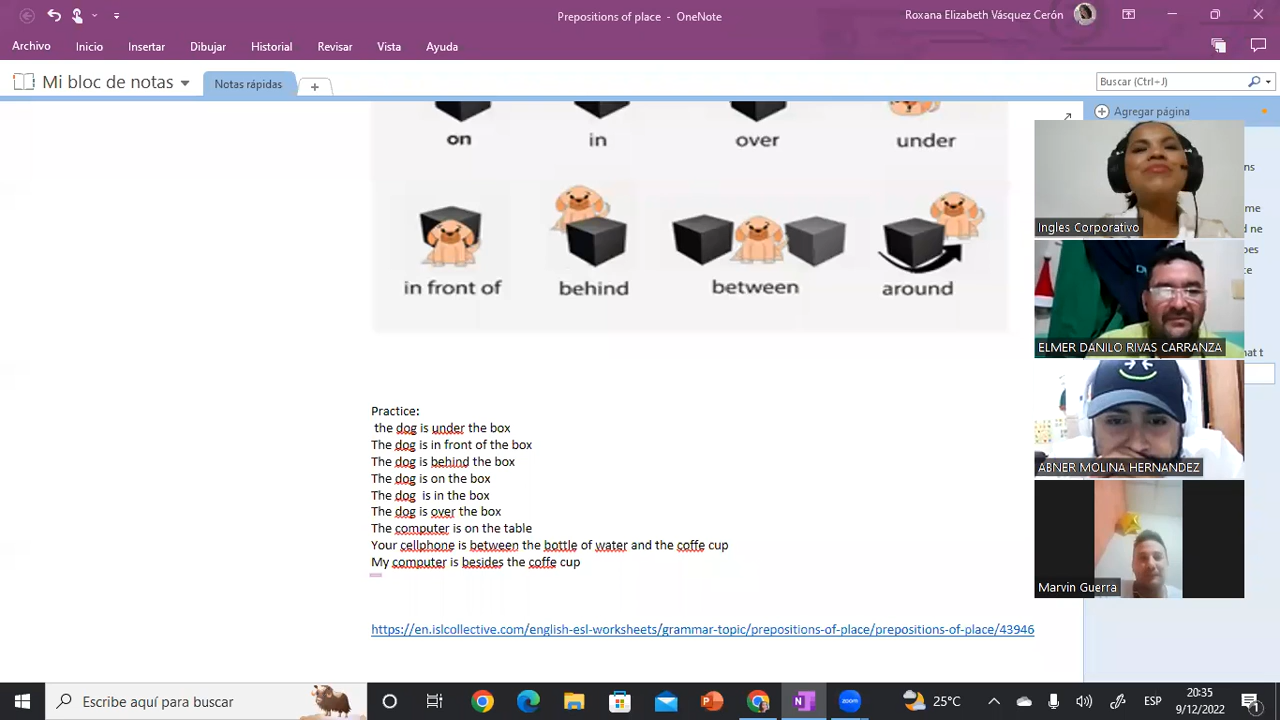 Prepositions of place - OneNote
Roxana Elizabeth Vásquez Cerón
Archivo Inicio Insertar Dibujar Historial Revisar Vista Ayuda
Mi bloc de notas
Notas rápidas
Buscar (Ctrl+J)
Agregar página
on in over under
in front of behind between around
Practice:
the dog is under the box
The dog is in front of the box
The dog is behind the box
The dog is on the box
The dog is in the box
The dog is over the box
The computer is on the table
Your cellphone is between the bottle of water and the coffe cup
My computer is besides the coffe cup
https://en.islcollective.com/english-esl-worksheets/grammar-topic/prepositions-of-place/prepositions-of-place/43946
Ingles Corporativo
ELMER DANILO RIVAS CARRANZA
ABNER MOLINA HERNANDEZ
Marvin Guerra
Escribe aquí para buscar
zoom
25°C
ESP
20:35
9/12/2022